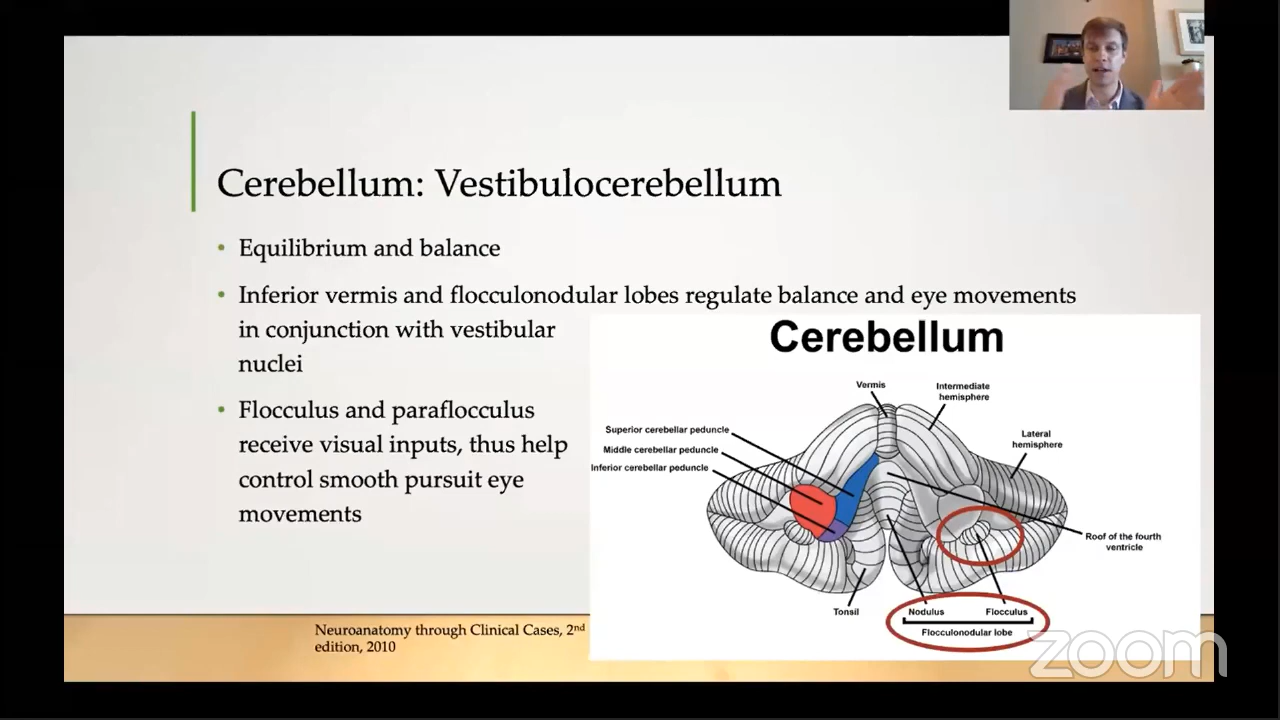 Cerebellum: Vestibulocerebellum
• Equilibrium and balance
• Inferior vermis and flocculonodular lobes regulate balance and eye movements
in conjunction with vestibular
nuclei
• Flocculus and paraflocculus
receive visual inputs, thus help
control smooth pursuit eye
movements
Cerebellum
Vermis
Intermediate
hemisphere
Superior cerebellar peduncle
Middle cerebellar peduncle
Inferior cerebellar peduncle
Lateral
hemisphere
Roof of the fourth
ventricle
Tonsil
Nodulus
Flocculus
Flocculonodular lobe
Neuroanatomy through Clinical Cases, 2nd
edition, 2010
zoom